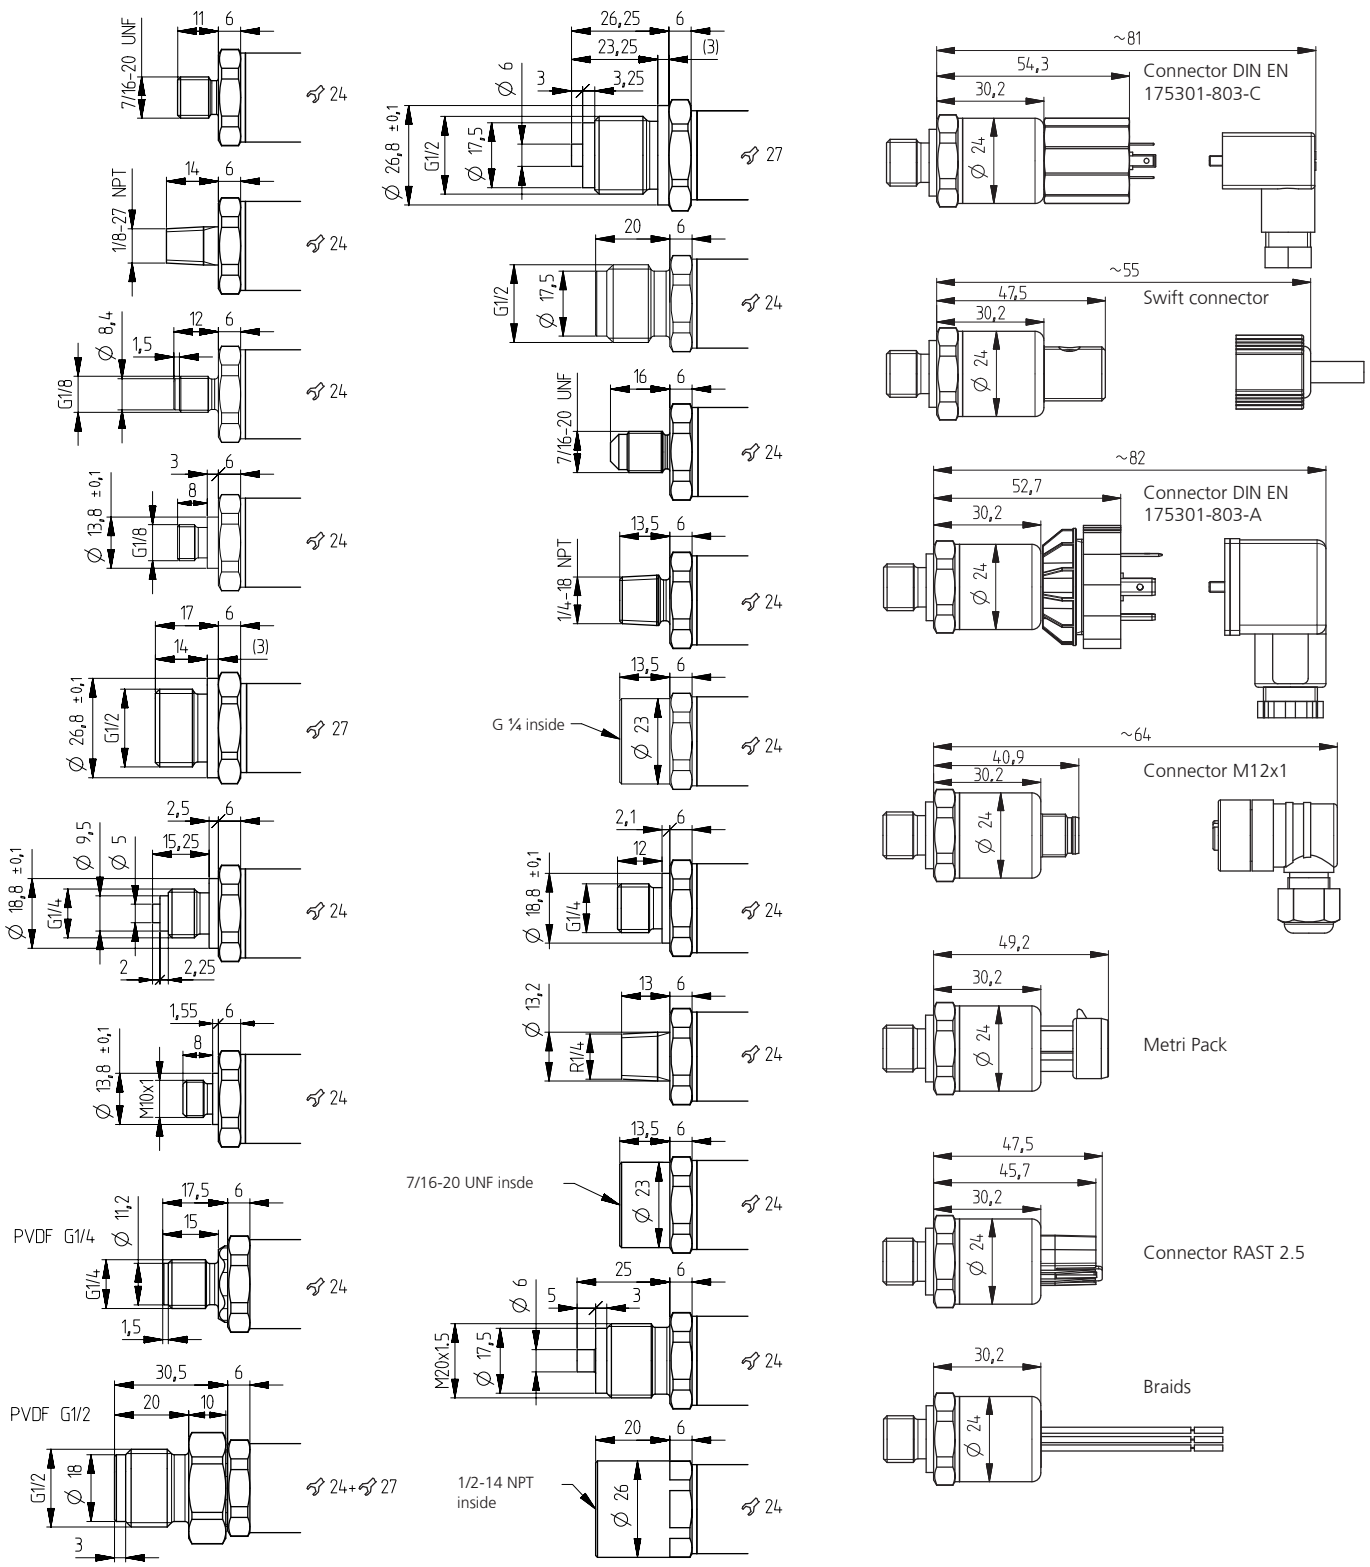 11 6
7/16-20 UNF
24
14 6
1/8-27 NPT
24
12 6
Ø 8,4
1,5
G1/8
24
3 6
8
Ø 13,8 ±0,1
G1/8
24
17 6
14 (3)
Ø 26,8 ±0,1
G1/2
27
2,5 6
15,25
Ø 9,5
Ø 5
Ø 18,8 ±0,1
G1/4
2 2,25
24
1,55 6
8
Ø 13,8 ±0,1
M10x1
24
17,5 6
15
Ø 11,2
PVDF G1/4
G1/4
1,5
24
30,5 6
20 10
PVDF G1/2
G1/2
Ø 18
3
24+ 27
26,25 6
23,25 (3)
Ø 6
3 3,25
Ø 26,8 ±0,1
G1/2
Ø 17,5
27
20 6
G1/2
Ø 17,5
24
16 6
7/16-20 UNF
24
13,5 6
1/4-18 NPT
24
13,5 6
G ¼ inside
Ø 23
24
2,1 6
12
Ø 18,8 ±0,1
G1/4
24
13 6
Ø 13,2
R1/4
24
13,5 6
7/16-20 UNF insde
Ø 23
24
25 6
Ø 6
5 3
M20x1.5
Ø 17,5
24
20 6
1/2-14 NPT
inside
Ø 26
24
~81
54,3
30,2
Connector DIN EN
175301-803-C
Ø 24
~55
47,5
30,2
Swift connector
Ø 24
~82
52,7
30,2
Connector DIN EN
175301-803-A
Ø 24
~64
40,9
30,2
Connector M12x1
Ø 24
49,2
30,2
Ø 24
Metri Pack
47,5
45,7
30,2
Ø 24
Connector RAST 2.5
30,2
Ø 24
Braids